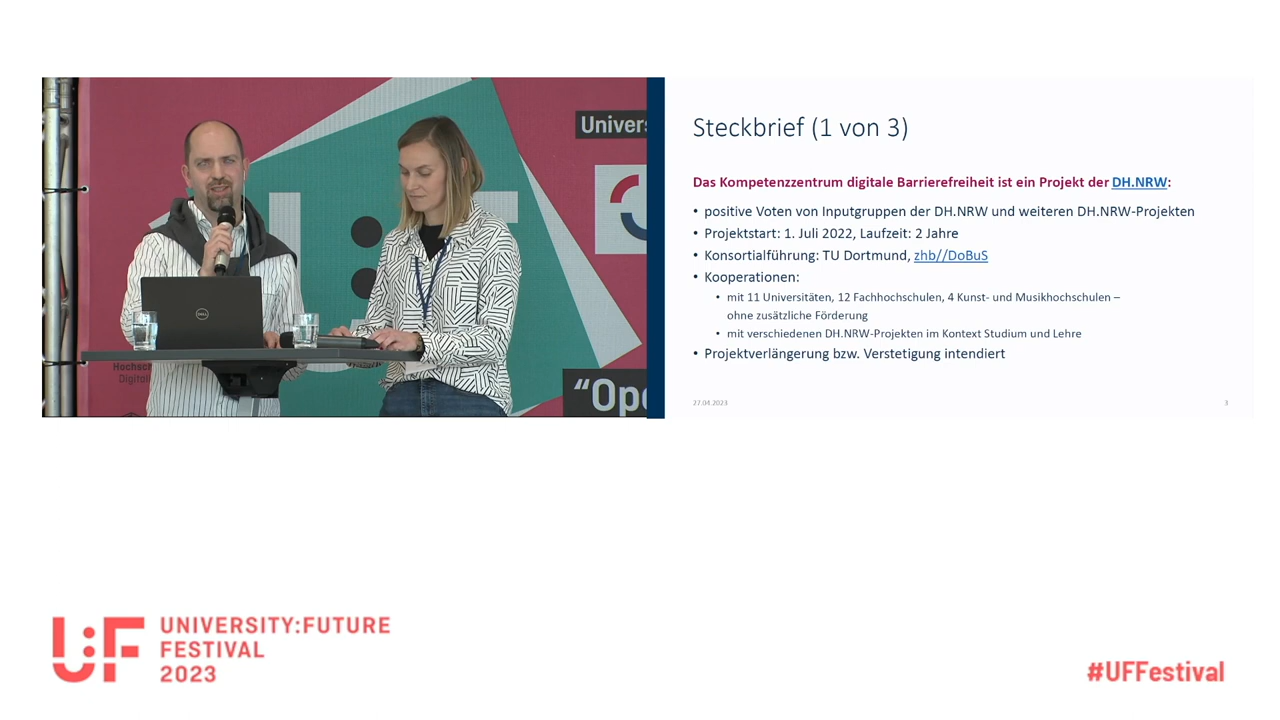 Univers
Hochsch
Digitali
“Ope
DELL
Steckbrief (1 von 3)
Das Kompetenzzentrum digitale Barrierefreiheit ist ein Projekt der DH.NRW:
• positive Voten von Inputgruppen der DH.NRW und weiteren DH.NRW-Projekten
• Projektstart: 1. Juli 2022, Laufzeit: 2 Jahre
• Konsortialführung: TU Dortmund, zhb//DoBuS
• Kooperationen:
• mit 11 Universitäten, 12 Fachhochschulen, 4 Kunst- und Musikhochschulen –
ohne zusätzliche Förderung
• mit verschiedenen DH.NRW-Projekten im Kontext Studium und Lehre
• Projektverlängerung bzw. Verstetigung intendiert
27.04.2023
3
U:F
UNIVERSITY:FUTURE
FESTIVAL
2023
#UFFestival